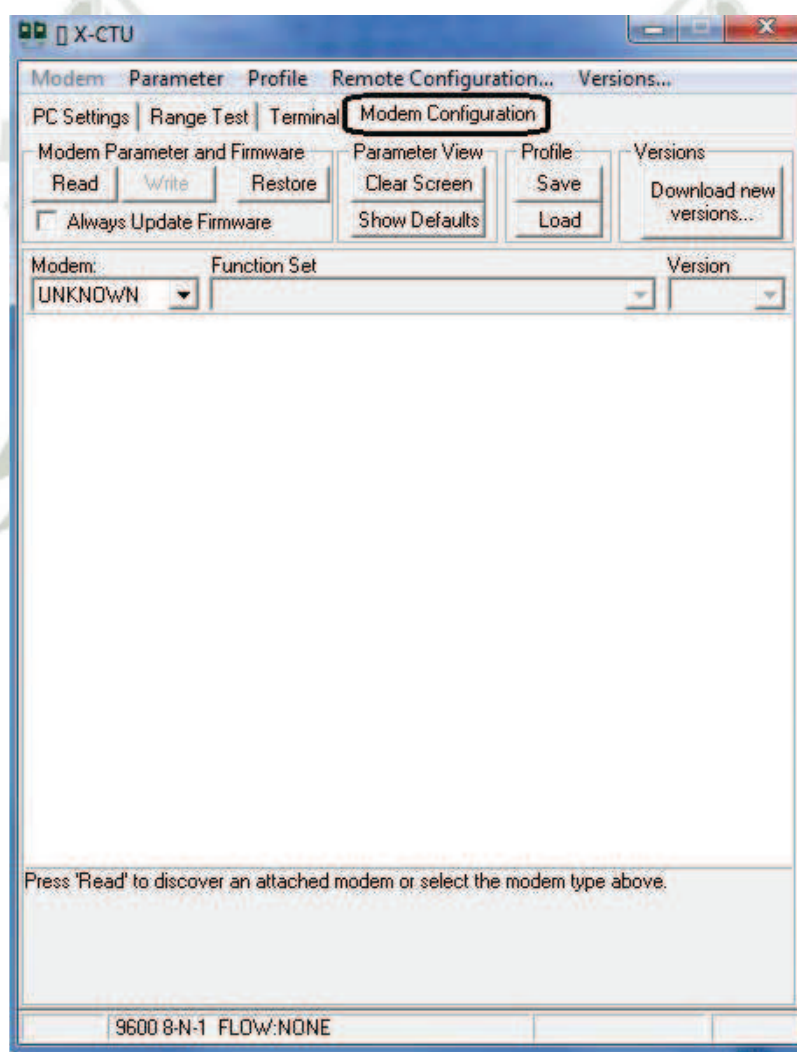 X-CTU
Modem Parameter Profile Remote Configuration... Versions...
PC Settings Range Test Terminal Modem Configuration
Modem Parameter and Firmware Parameter View Profile Versions
Read Write Restore Clear Screen Save Download new versions...
Always Update Firmware Show Defaults Load
Modem: Function Set Version
UNKNOWN
Press 'Read' to discover an attached modem or select the modem type above.
9600 8-N-1 FLOW:NONE